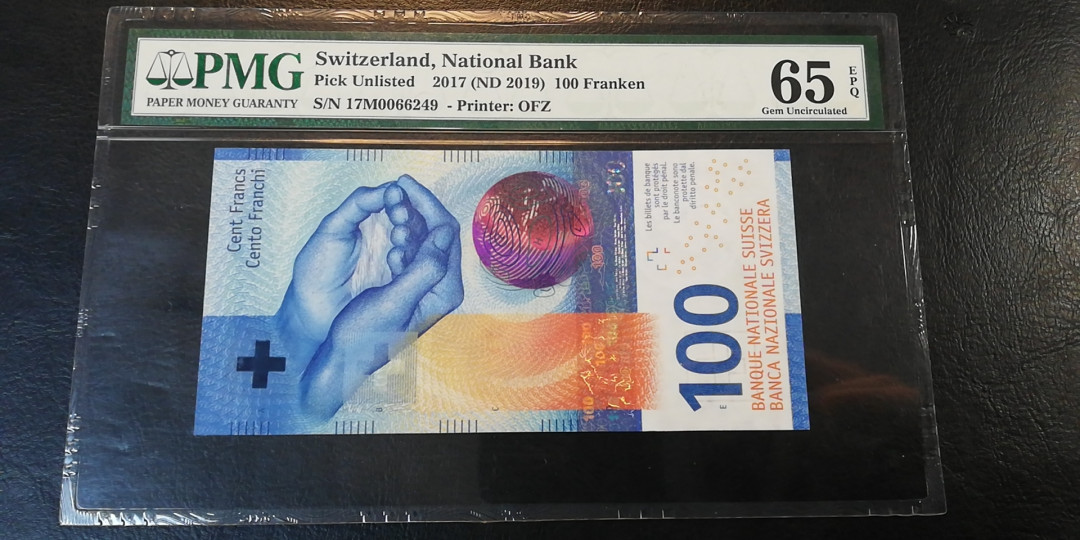 PMG
PAPER MONEY GUARANTY
Switzerland, National Bank
Pick Unlisted 2017 (ND 2019) 100 Franken
S/N 17M0066249 - Printer: OFZ
65
EPQ
Gem Uncirculated
Cent Francs
Cento Franchi
100
100
100
Les billets de banque
sont protégés
par le droit pénal.
Le banconote sono
protette dal
diritto penale.
100
E
BANQUE NATIONALE SUISSE
BANCA NAZIONALE SVIZZERA